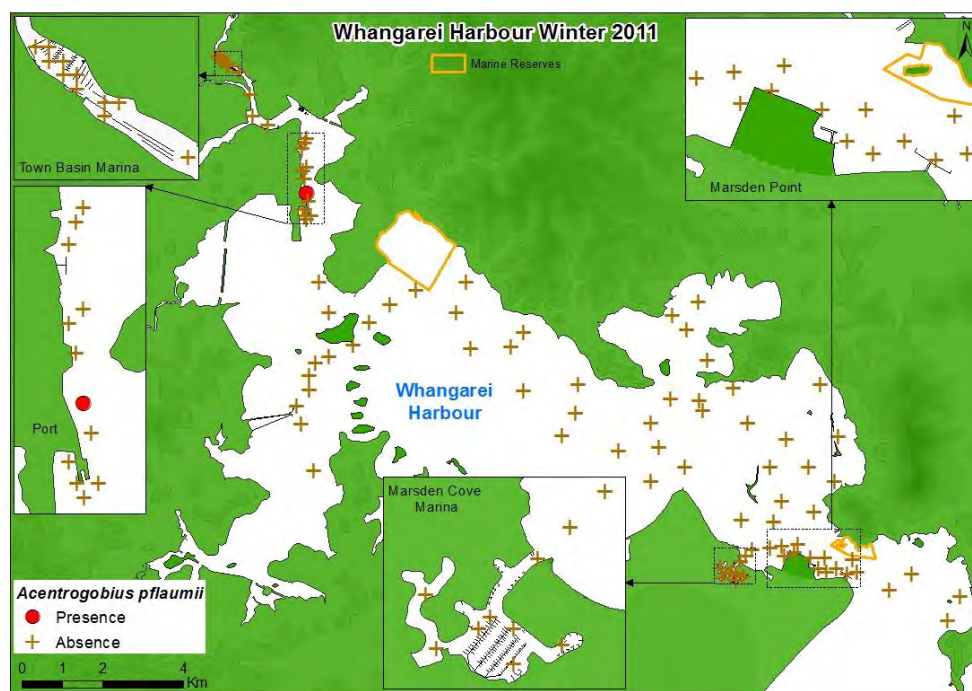 Whangarei Harbour Winter 2011
Marine Reserves
N
Town Basin Marina
Marsden Point
Port
Whangarei
Harbour
Marsden Cove
Marina
Acentrogobius pflaumii
Presence
Absence
0 1 2 4
Km